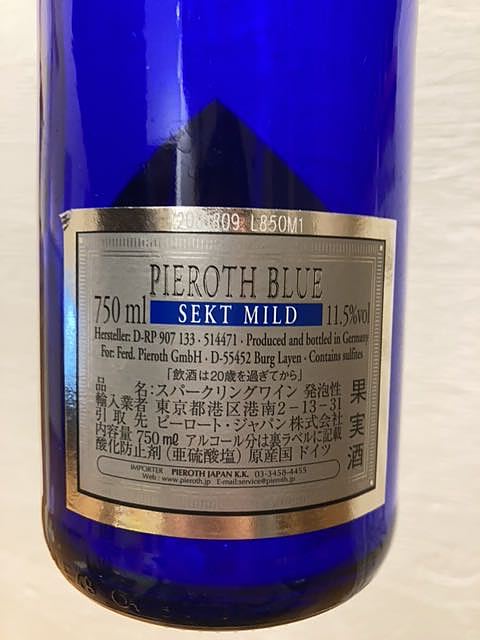 L850M1
PIEROTH BLUE
750 ml SEKT MILD 11.5%vol
Hersteller: D-RP 907 133 · 514471 · Produced and bottled in Germany
For: Ferd. Pieroth GmbH · D-55452 Burg Layen · Contains sulfites
「飲酒は20歳を過ぎてから」
品名:スパークリングワイン 発泡性
輸入業者:東京都港区港南2-13-31
引取先 ピーロート・ジャパン株式会社
内容量 750㎖ アルコール分は裏ラベルに記載
酸化防止剤(亜硫酸塩) 原産国 ドイツ
果実酒
IMPORTER PIEROTH JAPAN K.K. 03-3458-4455
Web : www.pieroth.jp E-mail:service@pieroth.jp